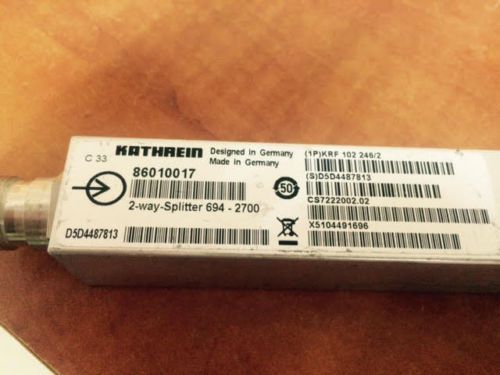 C 33
KATHREIN
Designed in Germany
Made in Germany
86010017
2-way-Splitter 694 - 2700
D5D4487813
50
(1P)KRF 102 246/2
(S)D5D4487813
CS7222002.02
X5104491696